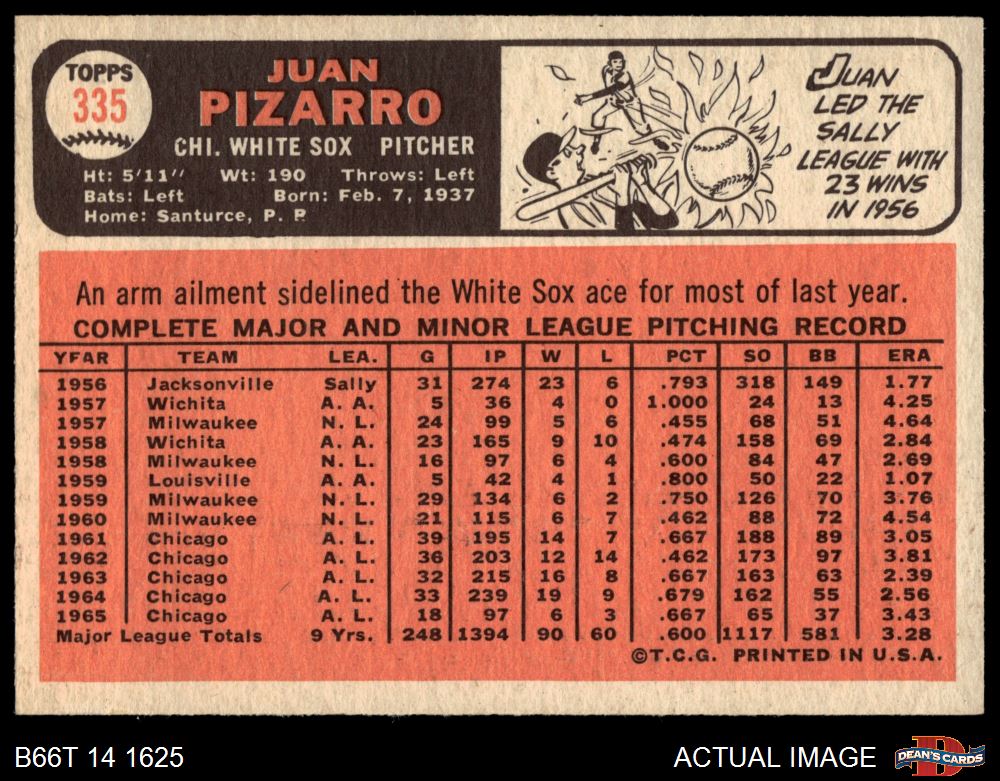 TOPPS
335
JUAN
PIZARRO
CHI. WHITE SOX PITCHER
Ht: 5'11" Wt: 190 Throws: Left
Bats: Left Born: Feb. 7, 1937
Home: Santurce, P. R.
JUAN
LED THE
SALLY
LEAGUE WITH
23 WINS
IN 1956
An arm ailment sidelined the White Sox ace for most of last year.
COMPLETE MAJOR AND MINOR LEAGUE PITCHING RECORD
YEAR TEAM LEA. G IP W L PCT SO BB ERA
1956 Jacksonville Sally 31 274 23 6 .793 318 149 1.77
1957 Wichita A. A. 5 36 4 0 1.000 24 13 4.25
1957 Milwaukee N. L. 24 99 5 6 .455 68 51 4.64
1958 Wichita A. A. 23 165 9 10 .474 158 69 2.84
1958 Milwaukee N. L. 16 97 6 4 .600 84 47 2.69
1959 Louisville A. A. 5 42 4 1 .800 50 22 1.07
1959 Milwaukee N. L. 29 134 6 2 .750 126 70 3.76
1960 Milwaukee N. L. 21 115 6 7 .462 88 72 4.54
1961 Chicago A. L. 39 195 14 7 .667 188 89 3.05
1962 Chicago A. L. 36 203 12 14 .462 173 97 3.81
1963 Chicago A. L. 32 215 16 8 .667 163 63 2.39
1964 Chicago A. L. 33 239 19 9 .679 162 55 2.56
1965 Chicago A. L. 18 97 6 3 .667 65 37 3.43
Major League Totals 9 Yrs. 248 1394 90 60 .600 1117 581 3.28
©T.C.G. PRINTED IN U.S.A.
B66T 14 1625
ACTUAL IMAGE
DEAN'S CARDS